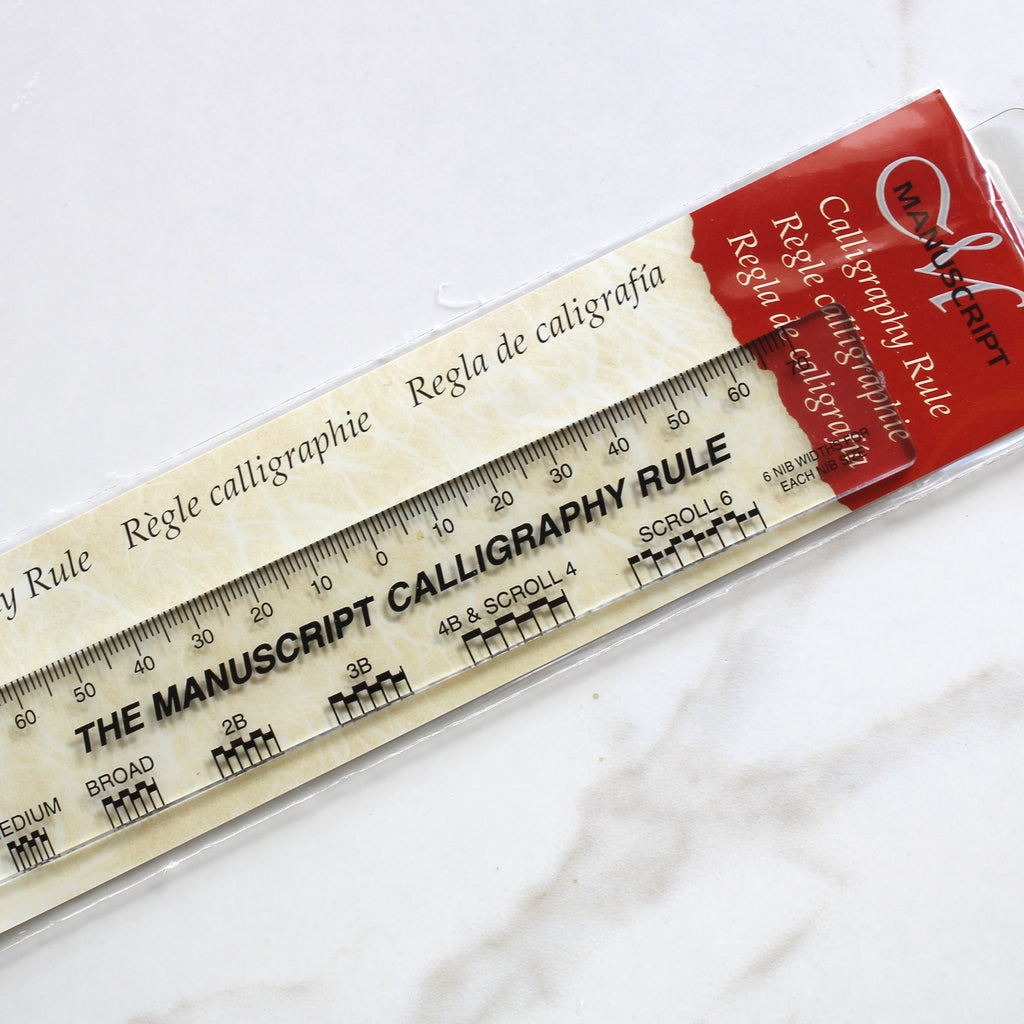 MANUSCRIPT
Calligraphy Rule
Règle calligraphie
Regla de caligrafía
Rule Règle calligraphie Regla de caligrafía
60 50 40 30 20 10 0 10 20 30 40 50 60 70
THE MANUSCRIPT CALLIGRAPHY RULE
BROAD 2B 3B 4B & SCROLL 4 SCROLL 6
6 NIB WIDTHS FOR
EACH NIB SIZE